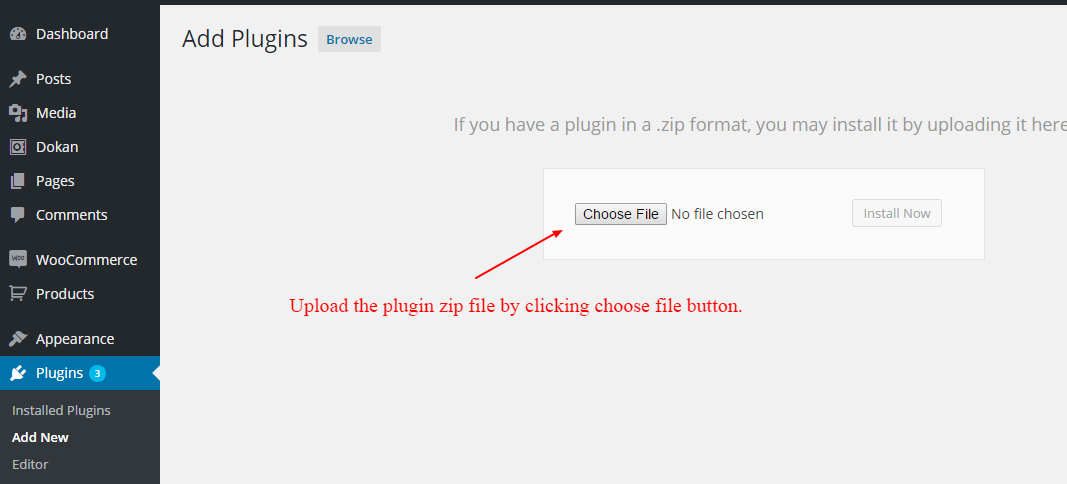 Dashboard
Posts
Media
Dokan
Pages
Comments
WooCommerce
Products
Appearance
Plugins 3
Installed Plugins
Add New
Editor
Add Plugins Browse
If you have a plugin in a .zip format, you may install it by uploading it here
Choose File No file chosen Install Now
Upload the plugin zip file by clicking choose file button.